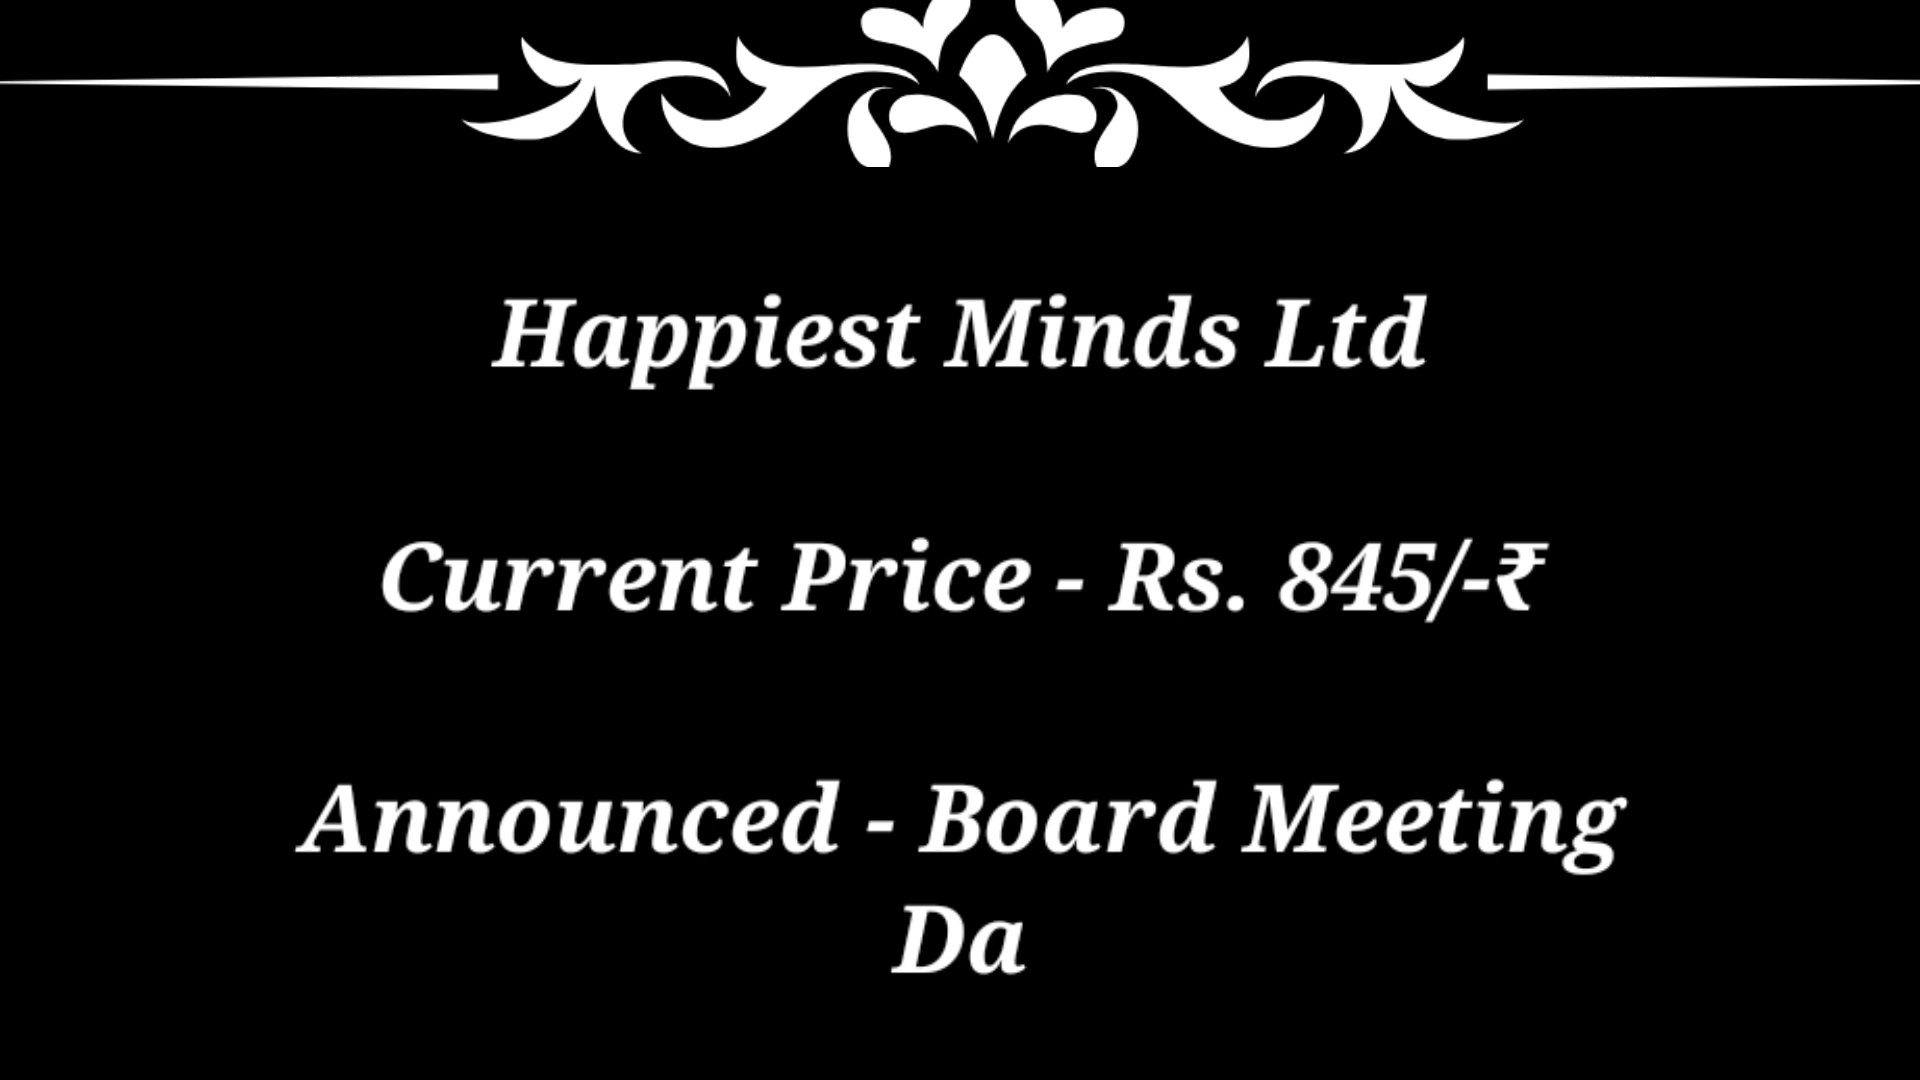 Happiest Minds Ltd
Current Price - Rs. 845/-₹
Announced - Board Meeting
Da